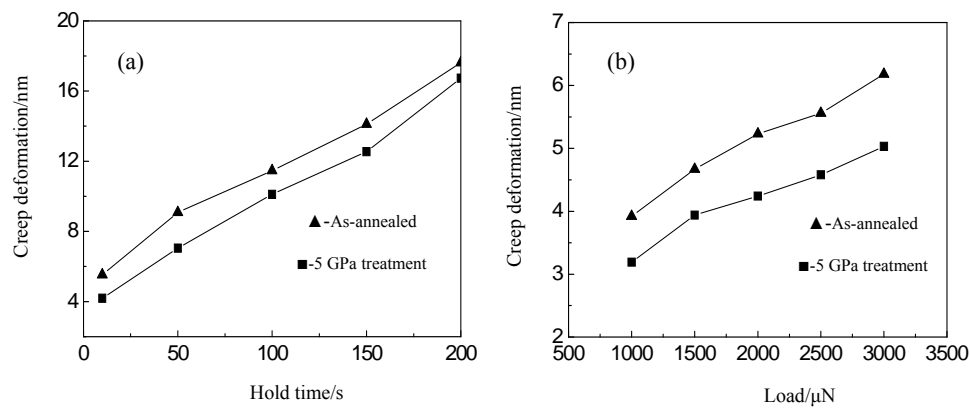 (a)
Creep deformation/nm
20
16
12
8
4
0
50
100
150
200
Hold time/s
-As-annealed
-5 GPa treatment
(b)
Creep deformation/nm
7
6
5
4
3
2
500
1000
1500
2000
2500
3000
3500
Load/μN
-As-annealed
-5 GPa treatment